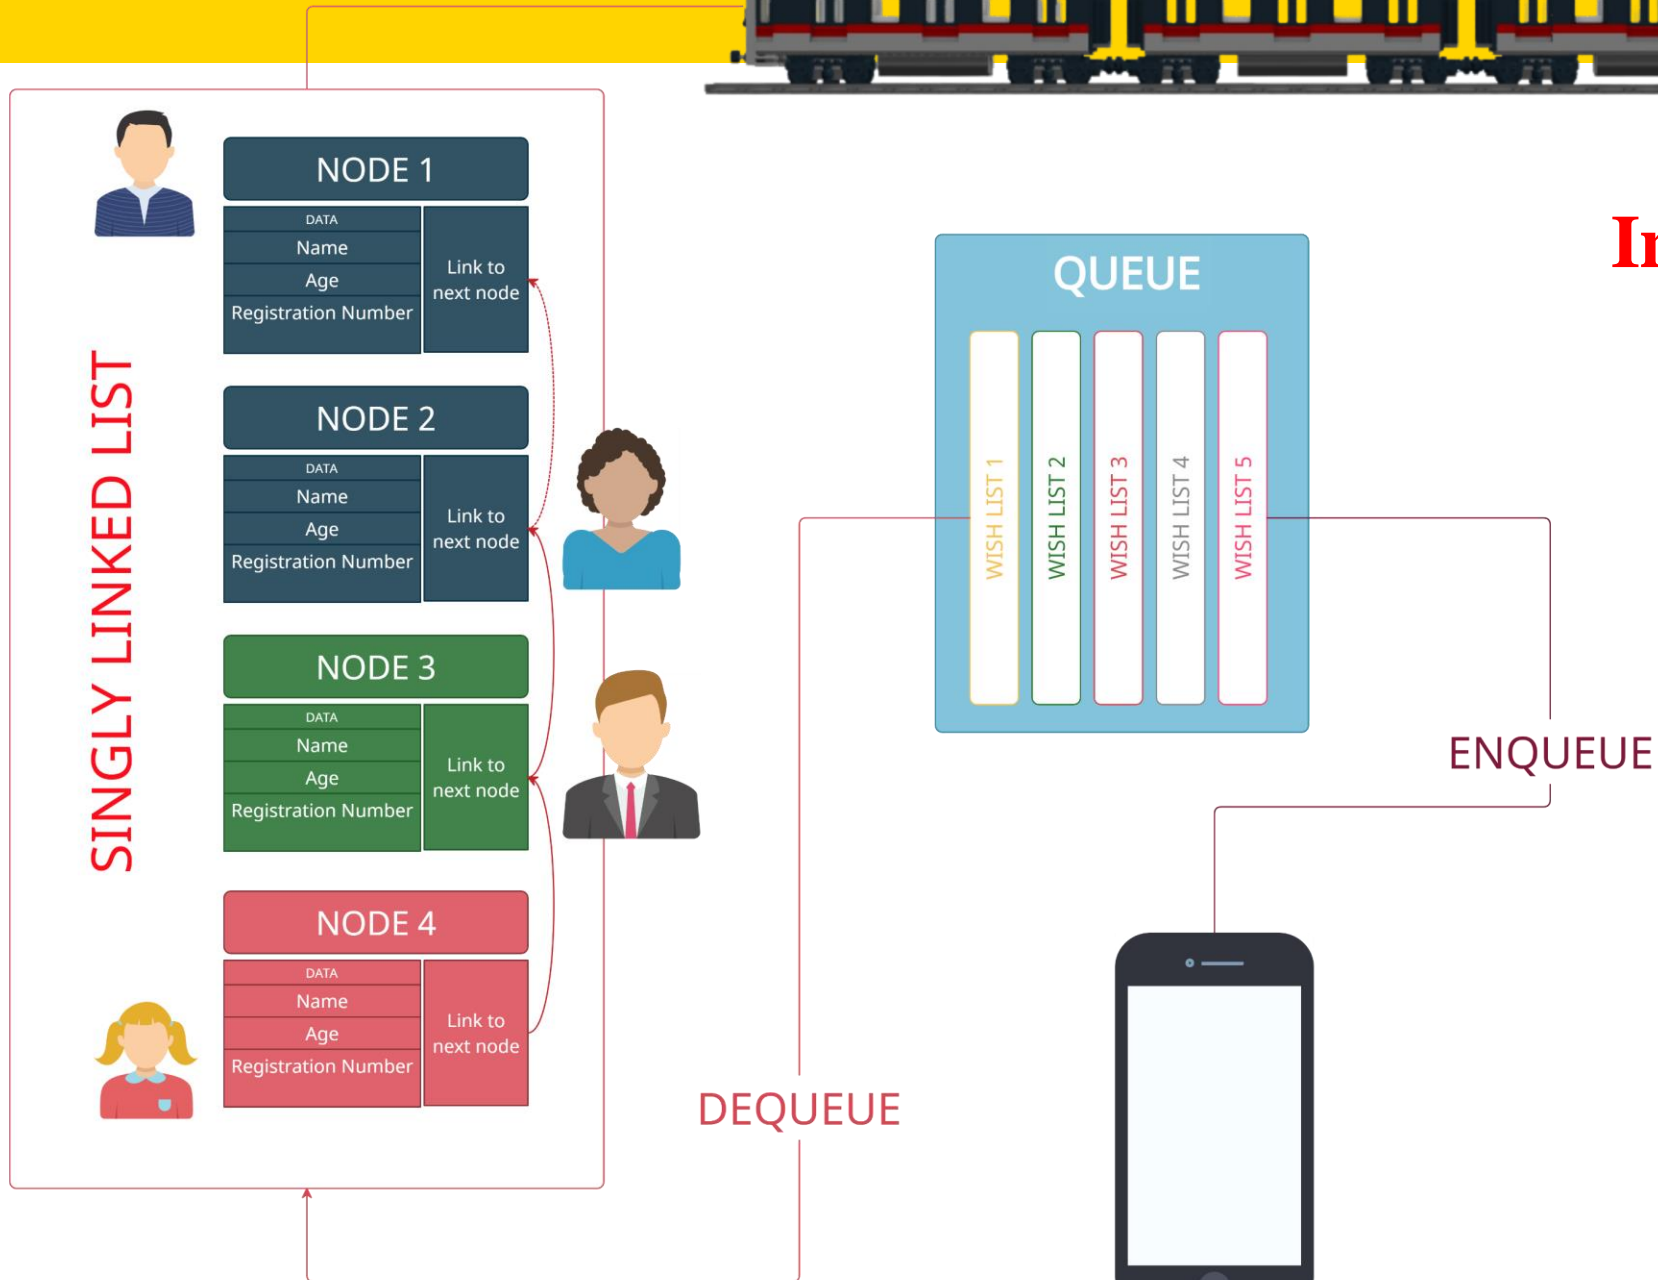 SINGLY LINKED LIST
NODE 1
DATA
Name
Age
Registration Number
Link to
next node
NODE 2
DATA
Name
Age
Registration Number
Link to
next node
NODE 3
DATA
Name
Age
Registration Number
Link to
next node
NODE 4
DATA
Name
Age
Registration Number
Link to
next node
QUEUE
WISH LIST 1
WISH LIST 2
WISH LIST 3
WISH LIST 4
WISH LIST 5
ENQUEUE
DEQUEUE